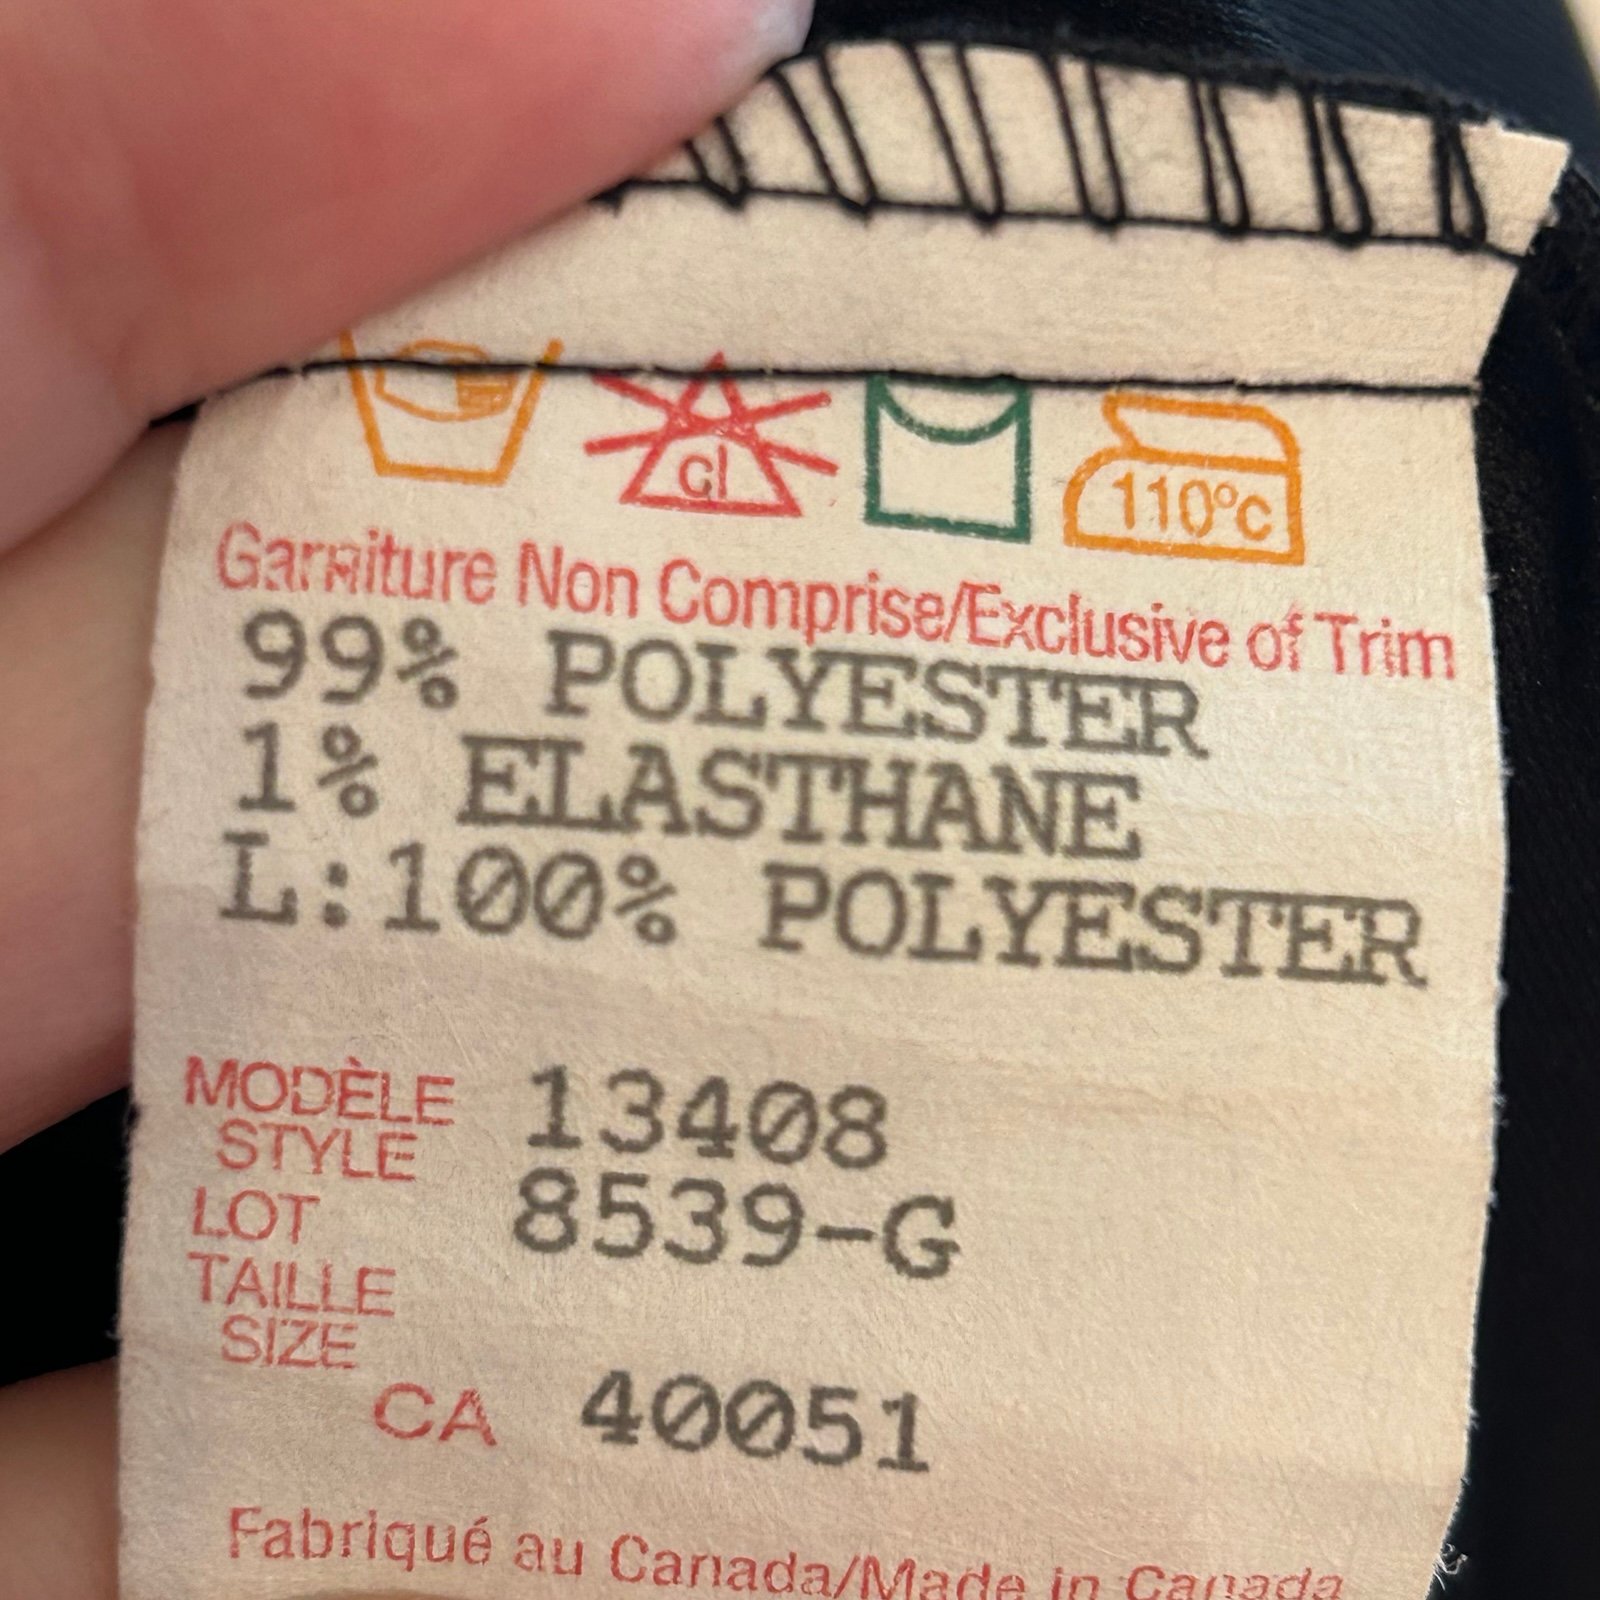 cl
110°c
Garniture Non Comprise/Exclusive of Trim
99% POLYESTER
1% ELASTHANE
L:100% POLYESTER
MODÈLE 13408
STYLE
LOT 8539-G
TAILLE
SIZE
CA 40051
Fabriqué au Canada/Made in Canada